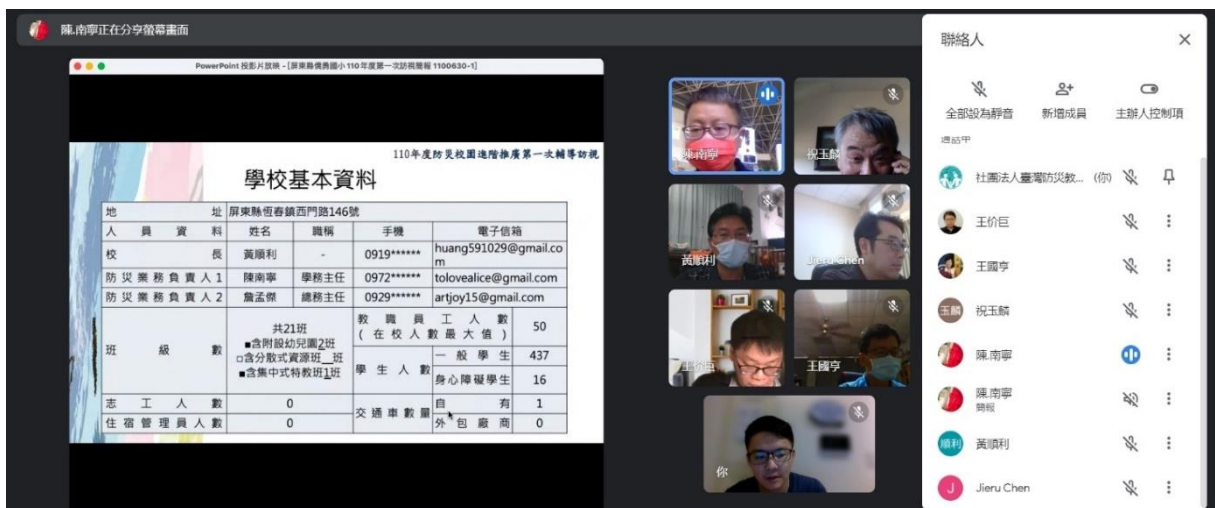 陳.南寧正在分享螢幕畫面
PowerPoint 投影片放映 - [屏東縣僑勇國小110年度第一次訪視簡報 1100630-1]
110年度防災校園進階推廣第一次輔導訪視
學校基本資料
地址 屏東縣恆春鎮西門路146號
人員資料 姓名 職稱 手機 電子信箱
校長 黃順利 - 0919****** huang591029@gmail.co
m
防災業務負責人1 陳南寧 學務主任 0972****** tolovealice@gmail.com
防災業務負責人2 詹孟傑 總務主任 0929****** artjoy15@gmail.com
班級數
共21班
■含附設幼兒園2班
□含分散式資源班__班
■含集中式特教班1班
教職員工人數
(在校人數最大值) 50
學生人數
一般學生 437
身心障礙學生 16
志工人數 0
住宿管理員人數 0
交通車數量
自有 1
外包廠商 0
陳.南寧
祝玉麟
黃順利
Jieru Chen
王价巨
王國亨
你
聯絡人
全部設為靜音 新增成員 主辦人控制項
通話中
社團法人臺灣防災教... (你)
王价巨
王國亨
玉麟 祝玉麟
陳.南寧
陳.南寧
簡報
順利 黃順利
J Jieru Chen